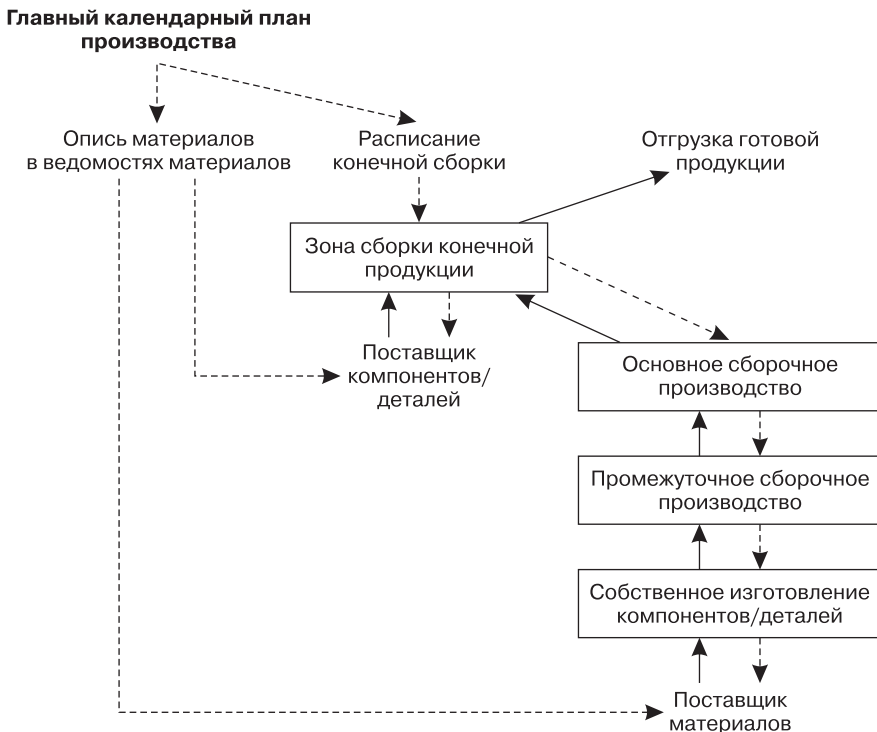 Главный календарный план
производства
Опись материалов
в ведомостях материалов
Расписание
конечной сборки
Отгрузка готовой
продукции
Зона сборки конечной
продукции
Поставщик
компонентов/
деталей
Основное сборочное
производство
Промежуточное сборочное
производство
Собственное изготовление
компонентов/деталей
Поставщик
материалов